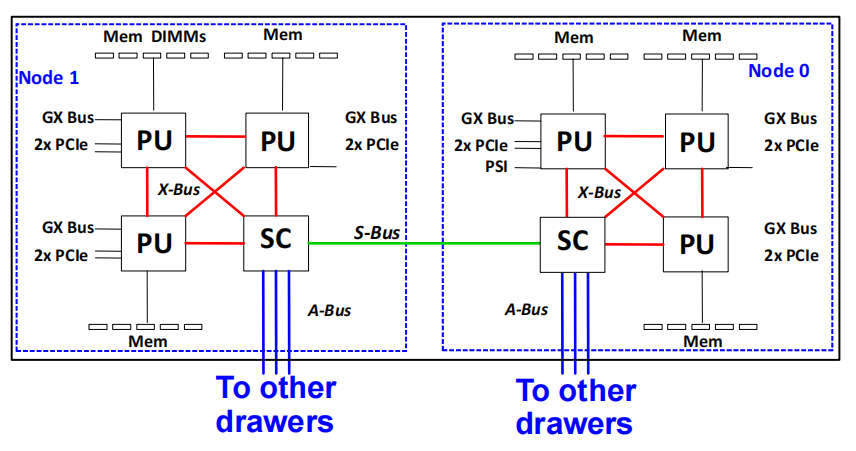 Mem DIMMs
Mem
Node 1
GX Bus
2x PCIe
PU
PU
GX Bus
2x PCIe
X-Bus
GX Bus
2x PCIe
PU
SC
A-Bus
Mem
To other
drawers
S-Bus
Mem
Mem
Node 0
GX Bus
2x PCIe
PSI
PU
PU
GX Bus
2x PCIe
X-Bus
SC
PU
GX Bus
2x PCIe
A-Bus
Mem
To other
drawers